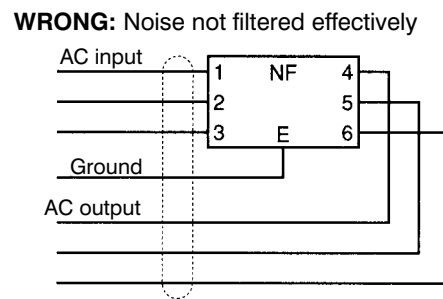 WRONG: Noise not filtered effectively
AC input
1 NF 4
2 5
3 E 6
Ground
AC output